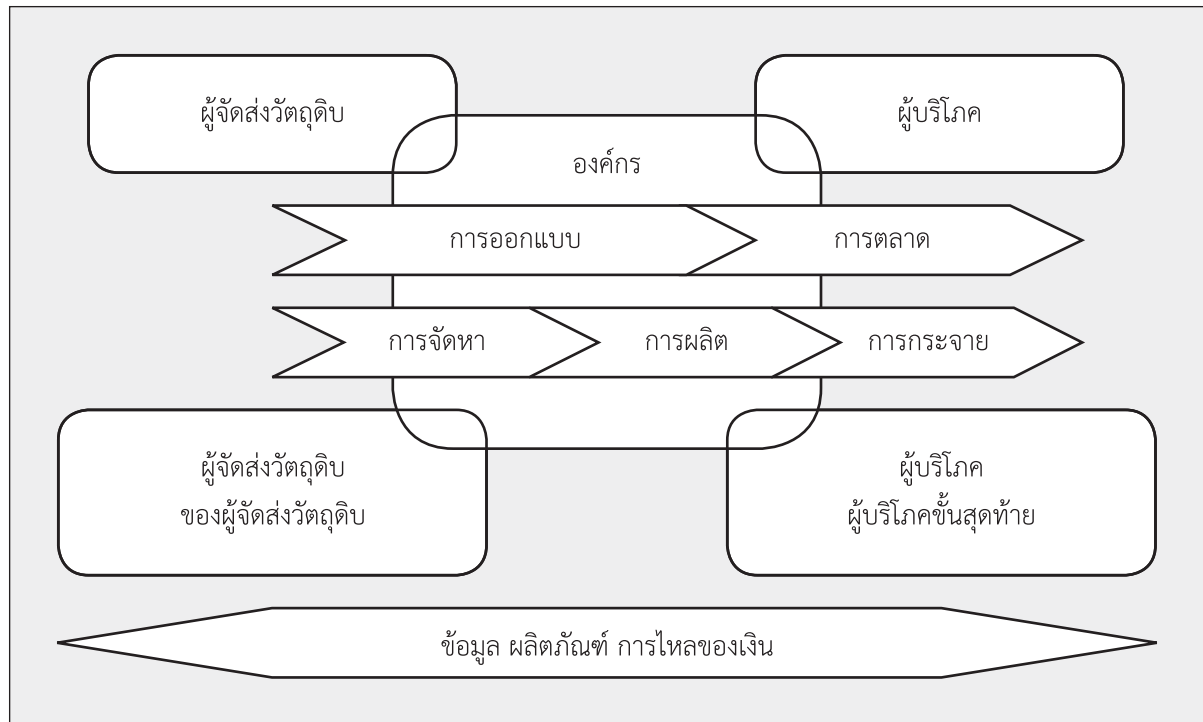 ผู้จัดส่งวัตถุดิบ
ผู้บริโภค
องค์กร
การออกแบบ
การตลาด
การจัดหา
การผลิต
การกระจาย
ผู้จัดส่งวัตถุดิบ
ของผู้จัดส่งวัตถุดิบ
ผู้บริโภค
ผู้บริโภคขั้นสุดท้าย
ข้อมูล ผลิตภัณฑ์ การไหลของเงิน